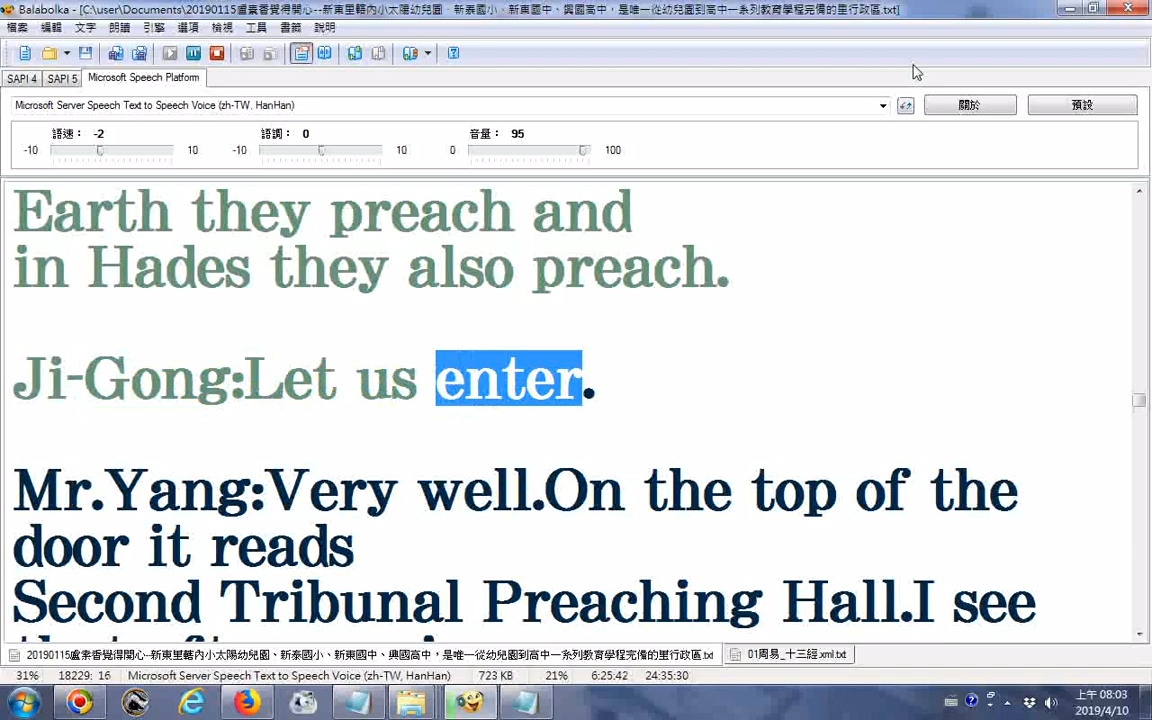 Balabolka - [C:\user\Documents\20190115盧素香覺得開心--新東里轄內小太陽幼兒園﹑新泰國小、新東國中、興國高中，是唯一從幼兒園到高中一系列教育學程完備的里行政區.txt]
檔案 編輯 文字 朗讀 引擎 選項 檢視 工具 書籤 說明
SAPI 4 SAPI 5 Microsoft Speech Platform
Microsoft Server Speech Text to Speech Voice (zh-TW, HanHan) 關於 預設
語速： -2 語調： 0 音量： 95
-10 10 -10 10 0 100
Earth they preach and
in Hades they also preach.
Ji-Gong:Let us enter.
Mr.Yang:Very well.On the top of the
door it reads
Second Tribunal Preaching Hall.I see
20190115盧素香覺得開心--新東里轄內小太陽幼兒園、新泰國小、新東國中、興國高中，是唯一從幼兒園到高中一系列教育學程完備的里行政區.txt 01周易_十三經.xml.txt
31% 18229: 16 Microsoft Server Speech Text to Speech Voice (zh-TW, HanHan) 723 KB 21% 6:25:42 24:35:30
上午 08:03
2019/4/10